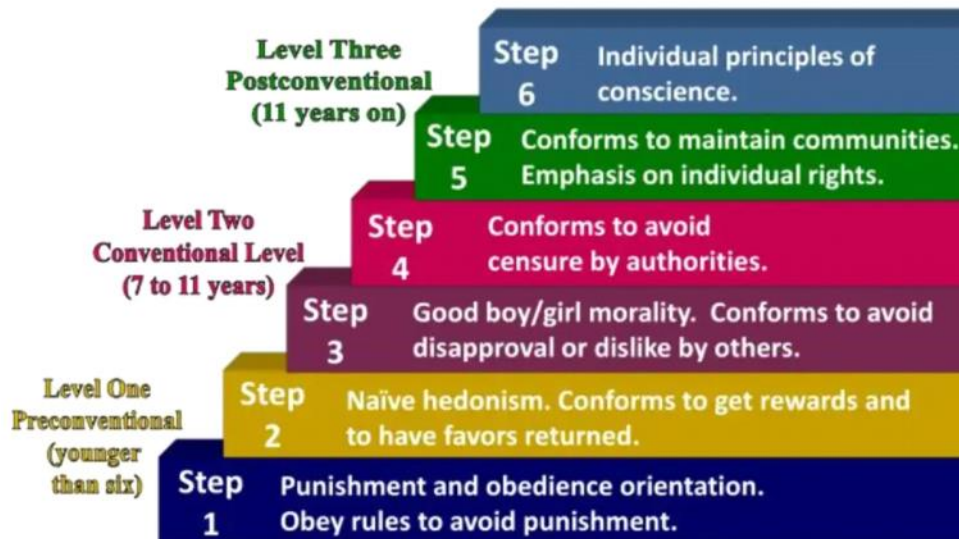 Level Three
Postconventional
(11 years on)
Step
6
Individual principles of
conscience.
Step
5
Conforms to maintain communities.
Emphasis on individual rights.
Level Two
Conventional Level
(7 to 11 years)
Step
4
Conforms to avoid
censure by authorities.
Step
3
Good boy/girl morality. Conforms to avoid
disapproval or dislike by others.
Level One
Preconventional
(younger
than six)
Step
2
Naïve hedonism. Conforms to get rewards and
to have favors returned.
Step
1
Punishment and obedience orientation.
Obey rules to avoid punishment.